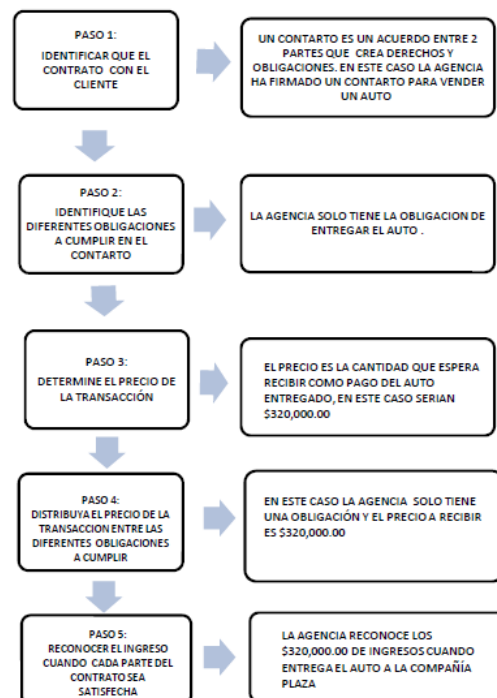 PASO 1:
IDENTIFICAR QUE EL
CONTRATO CON EL
CLIENTE
UN CONTARTO ES UN ACUERDO ENTRE 2
PARTES QUE CREA DERECHOS Y
OBLIGACIONES. EN ESTE CASO LA AGENCIA
HA FIRMADO UN CONTARTO PARA VENDER
UN AUTO
PASO 2:
IDENTIFIQUE LAS
DIFERENTES OBLIGACIONES
A CUMPLIR EN EL
CONTARTO
LA AGENCIA SOLO TIENE LA OBLIGACION DE
ENTREGAR EL AUTO .
PASO 3:
DETERMINE EL PRECIO DE
LA TRANSACCIÓN
EL PRECIO ES LA CANTIDAD QUE ESPERA
RECIBIR COMO PAGO DEL AUTO
ENTREGADO, EN ESTE CASO SERIAN
$320,000.00
PASO 4:
DISTRIBUYA EL PRECIO DE LA
TRANSACCION ENTRE LAS
DIFERENTES OBLIGACIONES
A CUMPLIR
EN ESTE CASO LA AGENCIA SOLO TIENE
UNA OBLIGACIÓN Y EL PRECIO A RECIBIR
ES $320,000.00
PASO 5:
RECONOCER EL INGRESO
CUANDO CADA PARTE DEL
CONTRATO SEA
SATISFECHA
LA AGENCIA RECONOCE LOS
$320,000.00 DE INGRESOS CUANDO
ENTREGA EL AUTO A LA COMPAÑÍA
PLAZA